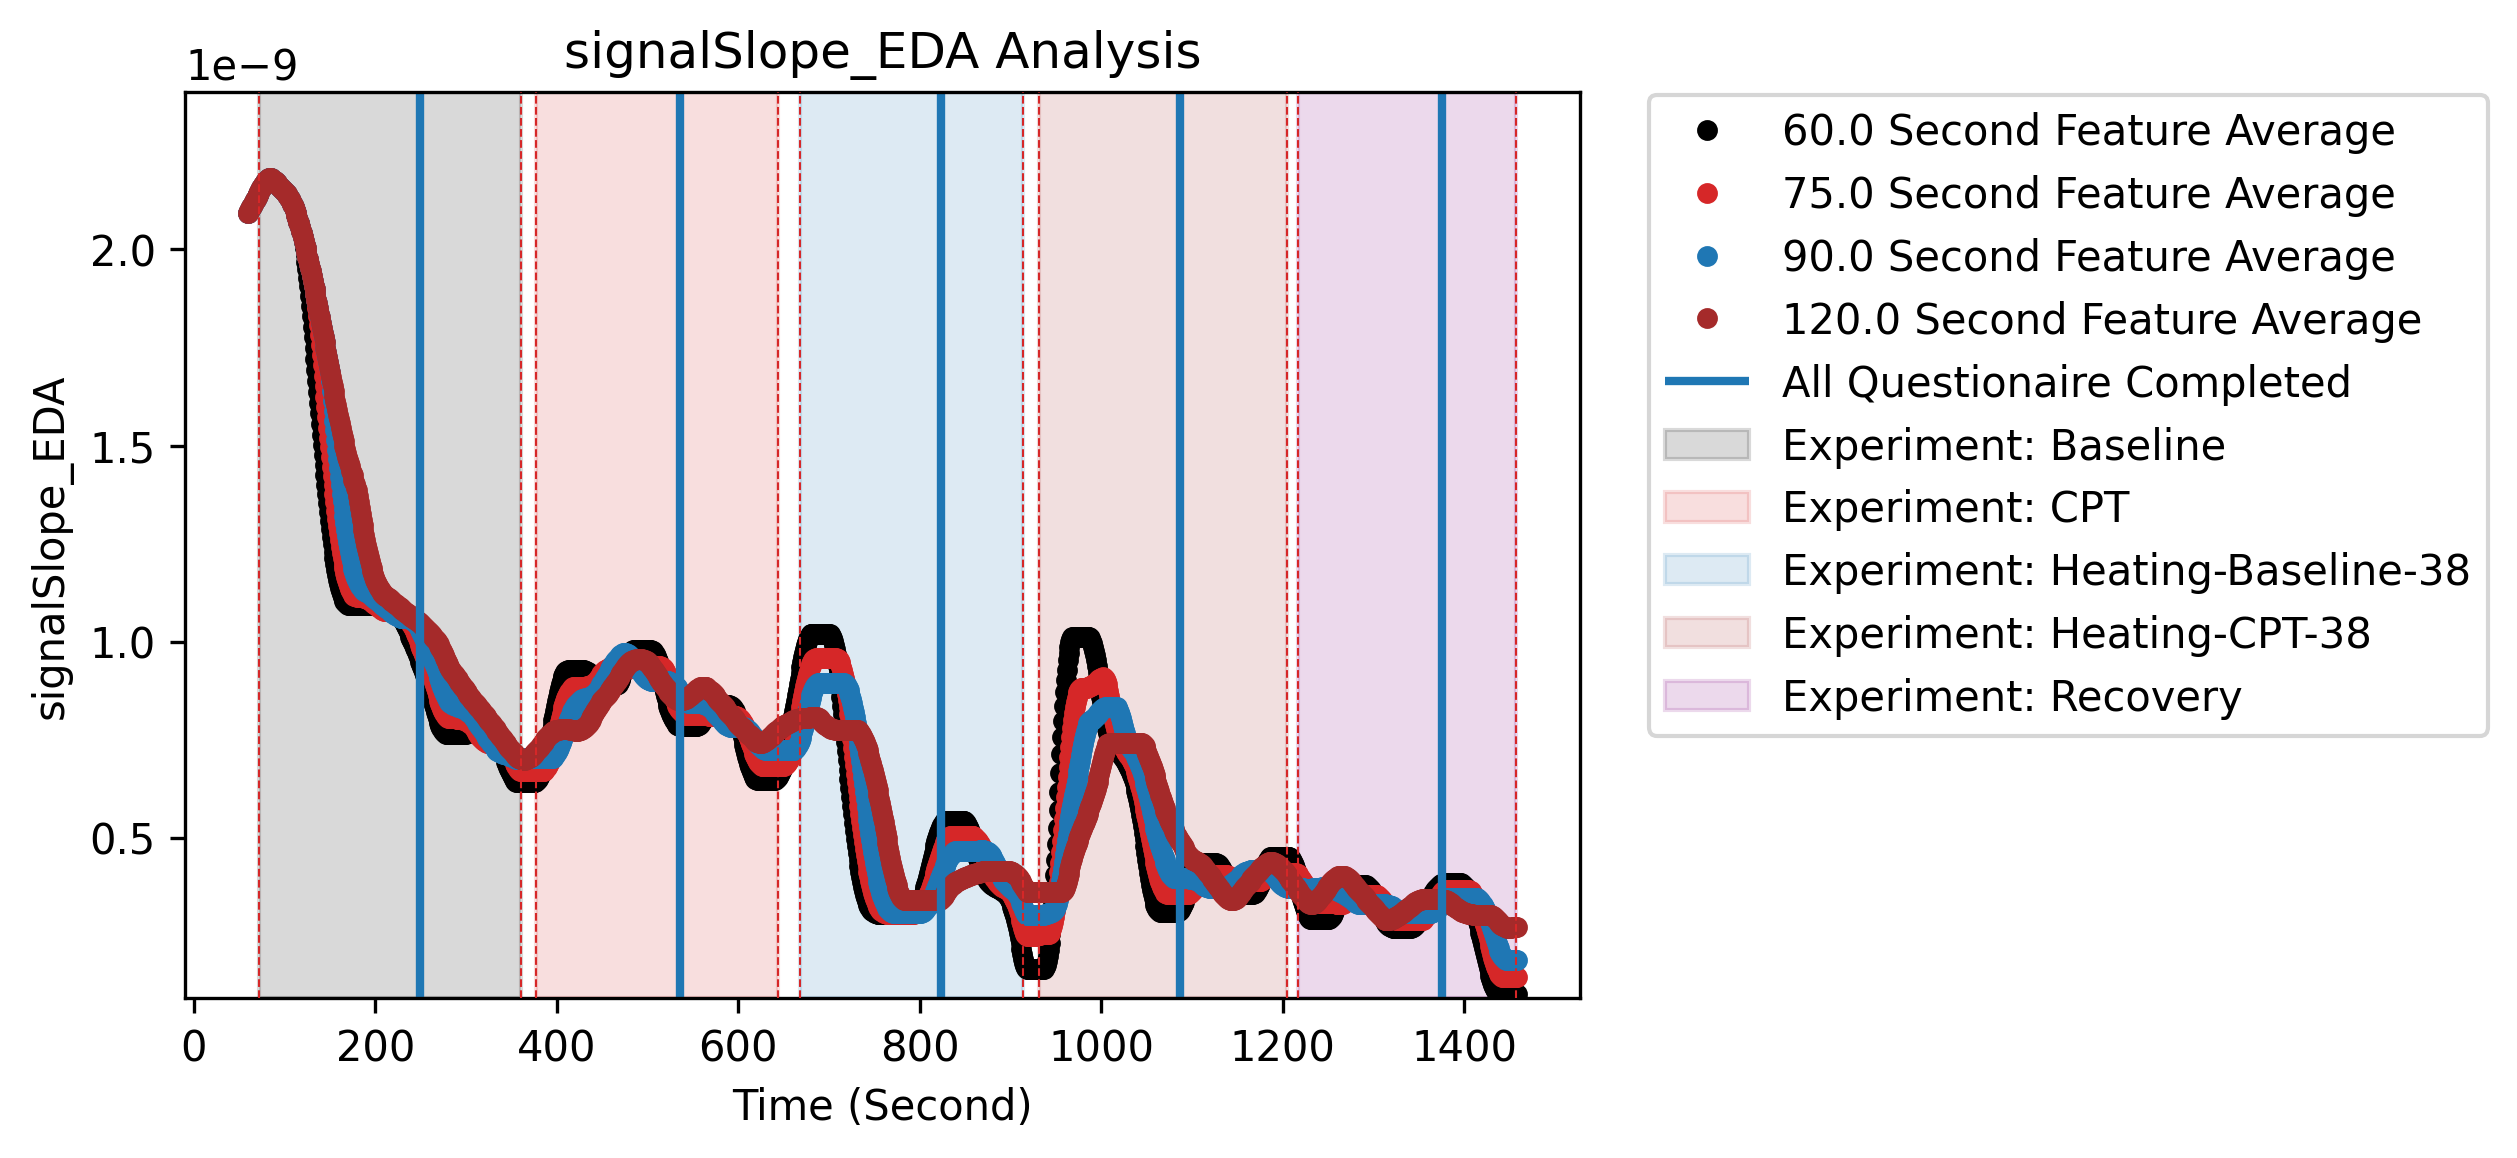 signalSlope_EDA Analysis
1e−9
2.0
1.5
1.0
0.5
signalSlope_EDA
0 200 400 600 800 1000 1200 1400
Time (Second)
60.0 Second Feature Average
75.0 Second Feature Average
90.0 Second Feature Average
120.0 Second Feature Average
All Questionaire Completed
Experiment: Baseline
Experiment: CPT
Experiment: Heating-Baseline-38
Experiment: Heating-CPT-38
Experiment: Recovery